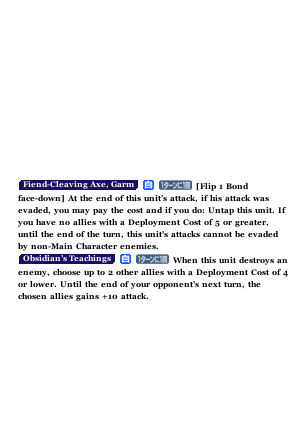 Fiend-Cleaving Axe, Garm 自 1ターンに1回 [Flip 1 Bond
face-down] At the end of this unit's attack, if his attack was
evaded, you may pay the cost and if you do: Untap this unit. If
you have no allies with a Deployment Cost of 5 or greater,
until the end of the turn, this unit's attacks cannot be evaded
by non-Main Character enemies.
Obsidian's Teachings 自 1ターンに1回 When this unit destroys an
enemy, choose up to 2 other allies with a Deployment Cost of 4
or lower. Until the end of your opponent's next turn, the
chosen allies gains +10 attack.